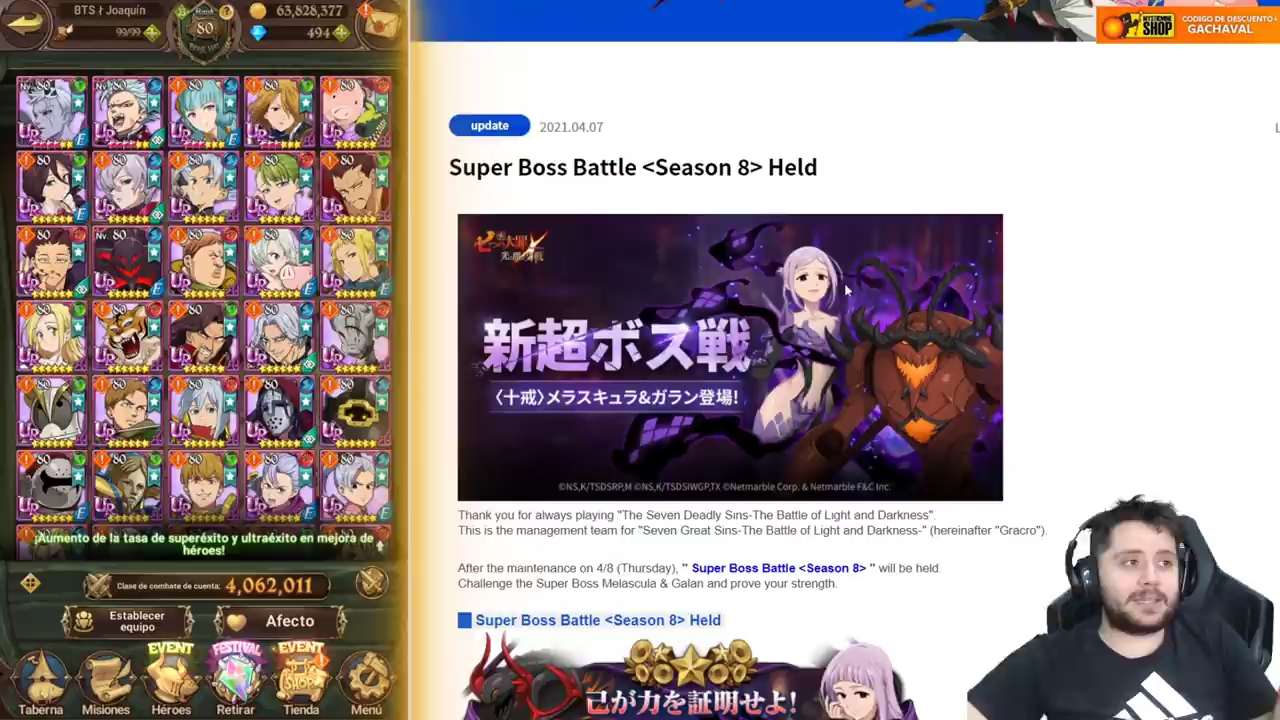 BTS ł Joaquín
99/99
Rank
80
63,828,377
494
Aumento de la tasa de superéxito y ultraéxito en mejora de
héroes!
Clase de combate de cuenta: 4,062,011
Establecer
equipo
Afecto
EVENT
FESTIVAL
EVENT
SHOP
Taberna
Misiones
Héroes
Retirar
Tienda
Menú
SHOP
CODIGO DE DESCUENTO
GACHAVAL
update
2021.04.07
Super Boss Battle <Season 8> Held
七つの大罪
新超ボス戦
〈十戒〉メラスキュラ&ガラン登場!
©NS,K/TSDSRP,M ©NS,K/TSDSIWGP,TX ©Netmarble Corp. & Netmarble F&C Inc.
Thank you for always playing "The Seven Deadly Sins-The Battle of Light and Darkness".
This is the management team for "Seven Great Sins-The Battle of Light and Darkness-" (hereinafter "Gracro").
After the maintenance on 4/8 (Thursday), " Super Boss Battle <Season 8> " will be held.
Challenge the Super Boss Melascula & Galan and prove your strength.
Super Boss Battle <Season 8> Held
己が力を証明せよ!